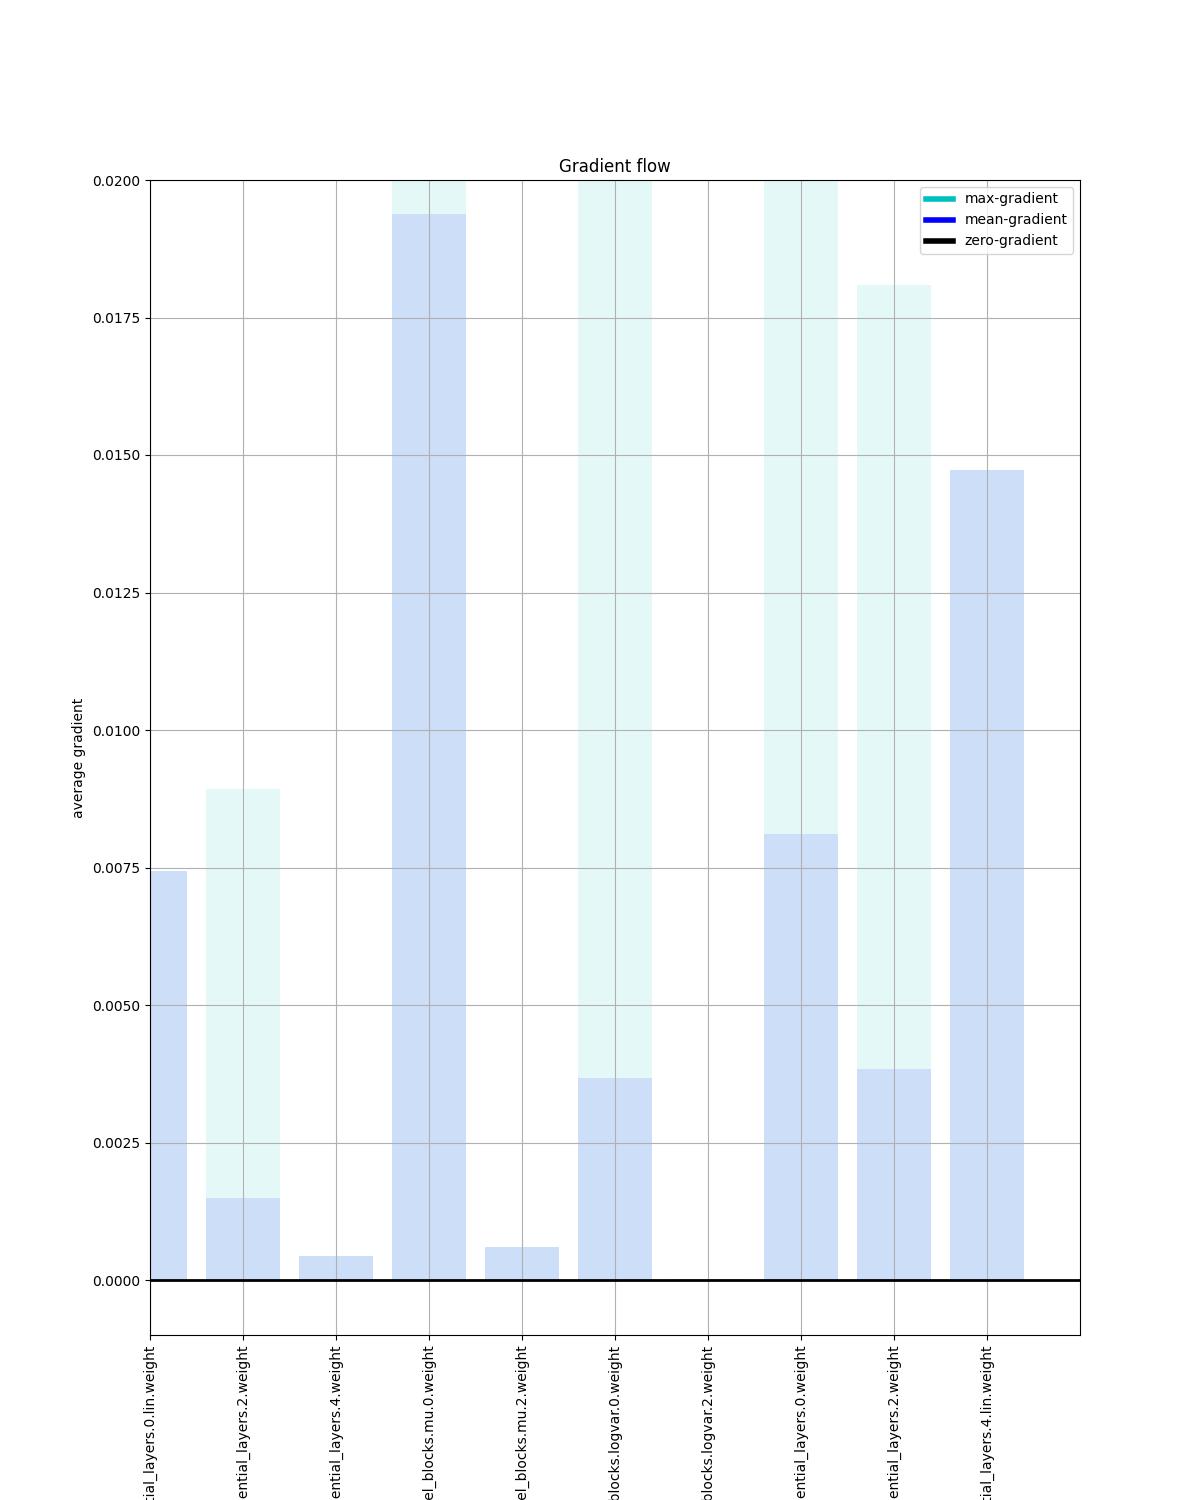 Gradient flow
max-gradient
mean-gradient
zero-gradient
average gradient
0.0200
0.0175
0.0150
0.0125
0.0100
0.0075
0.0050
0.0025
0.0000
tial_layers.0.lin.weight
ential_layers.2.weight
ential_layers.4.weight
el_blocks.mu.0.weight
el_blocks.mu.2.weight
blocks.logvar.0.weight
blocks.logvar.2.weight
ential_layers.0.weight
ential_layers.2.weight
tial_layers.4.lin.weight